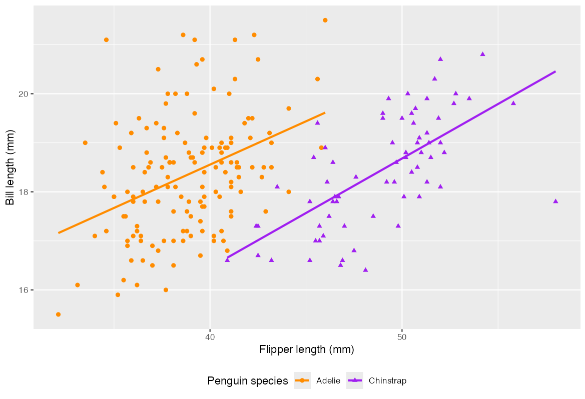 20
18
16
Bill length (mm)
40
50
Flipper length (mm)
Penguin species
Adelie
Chinstrap